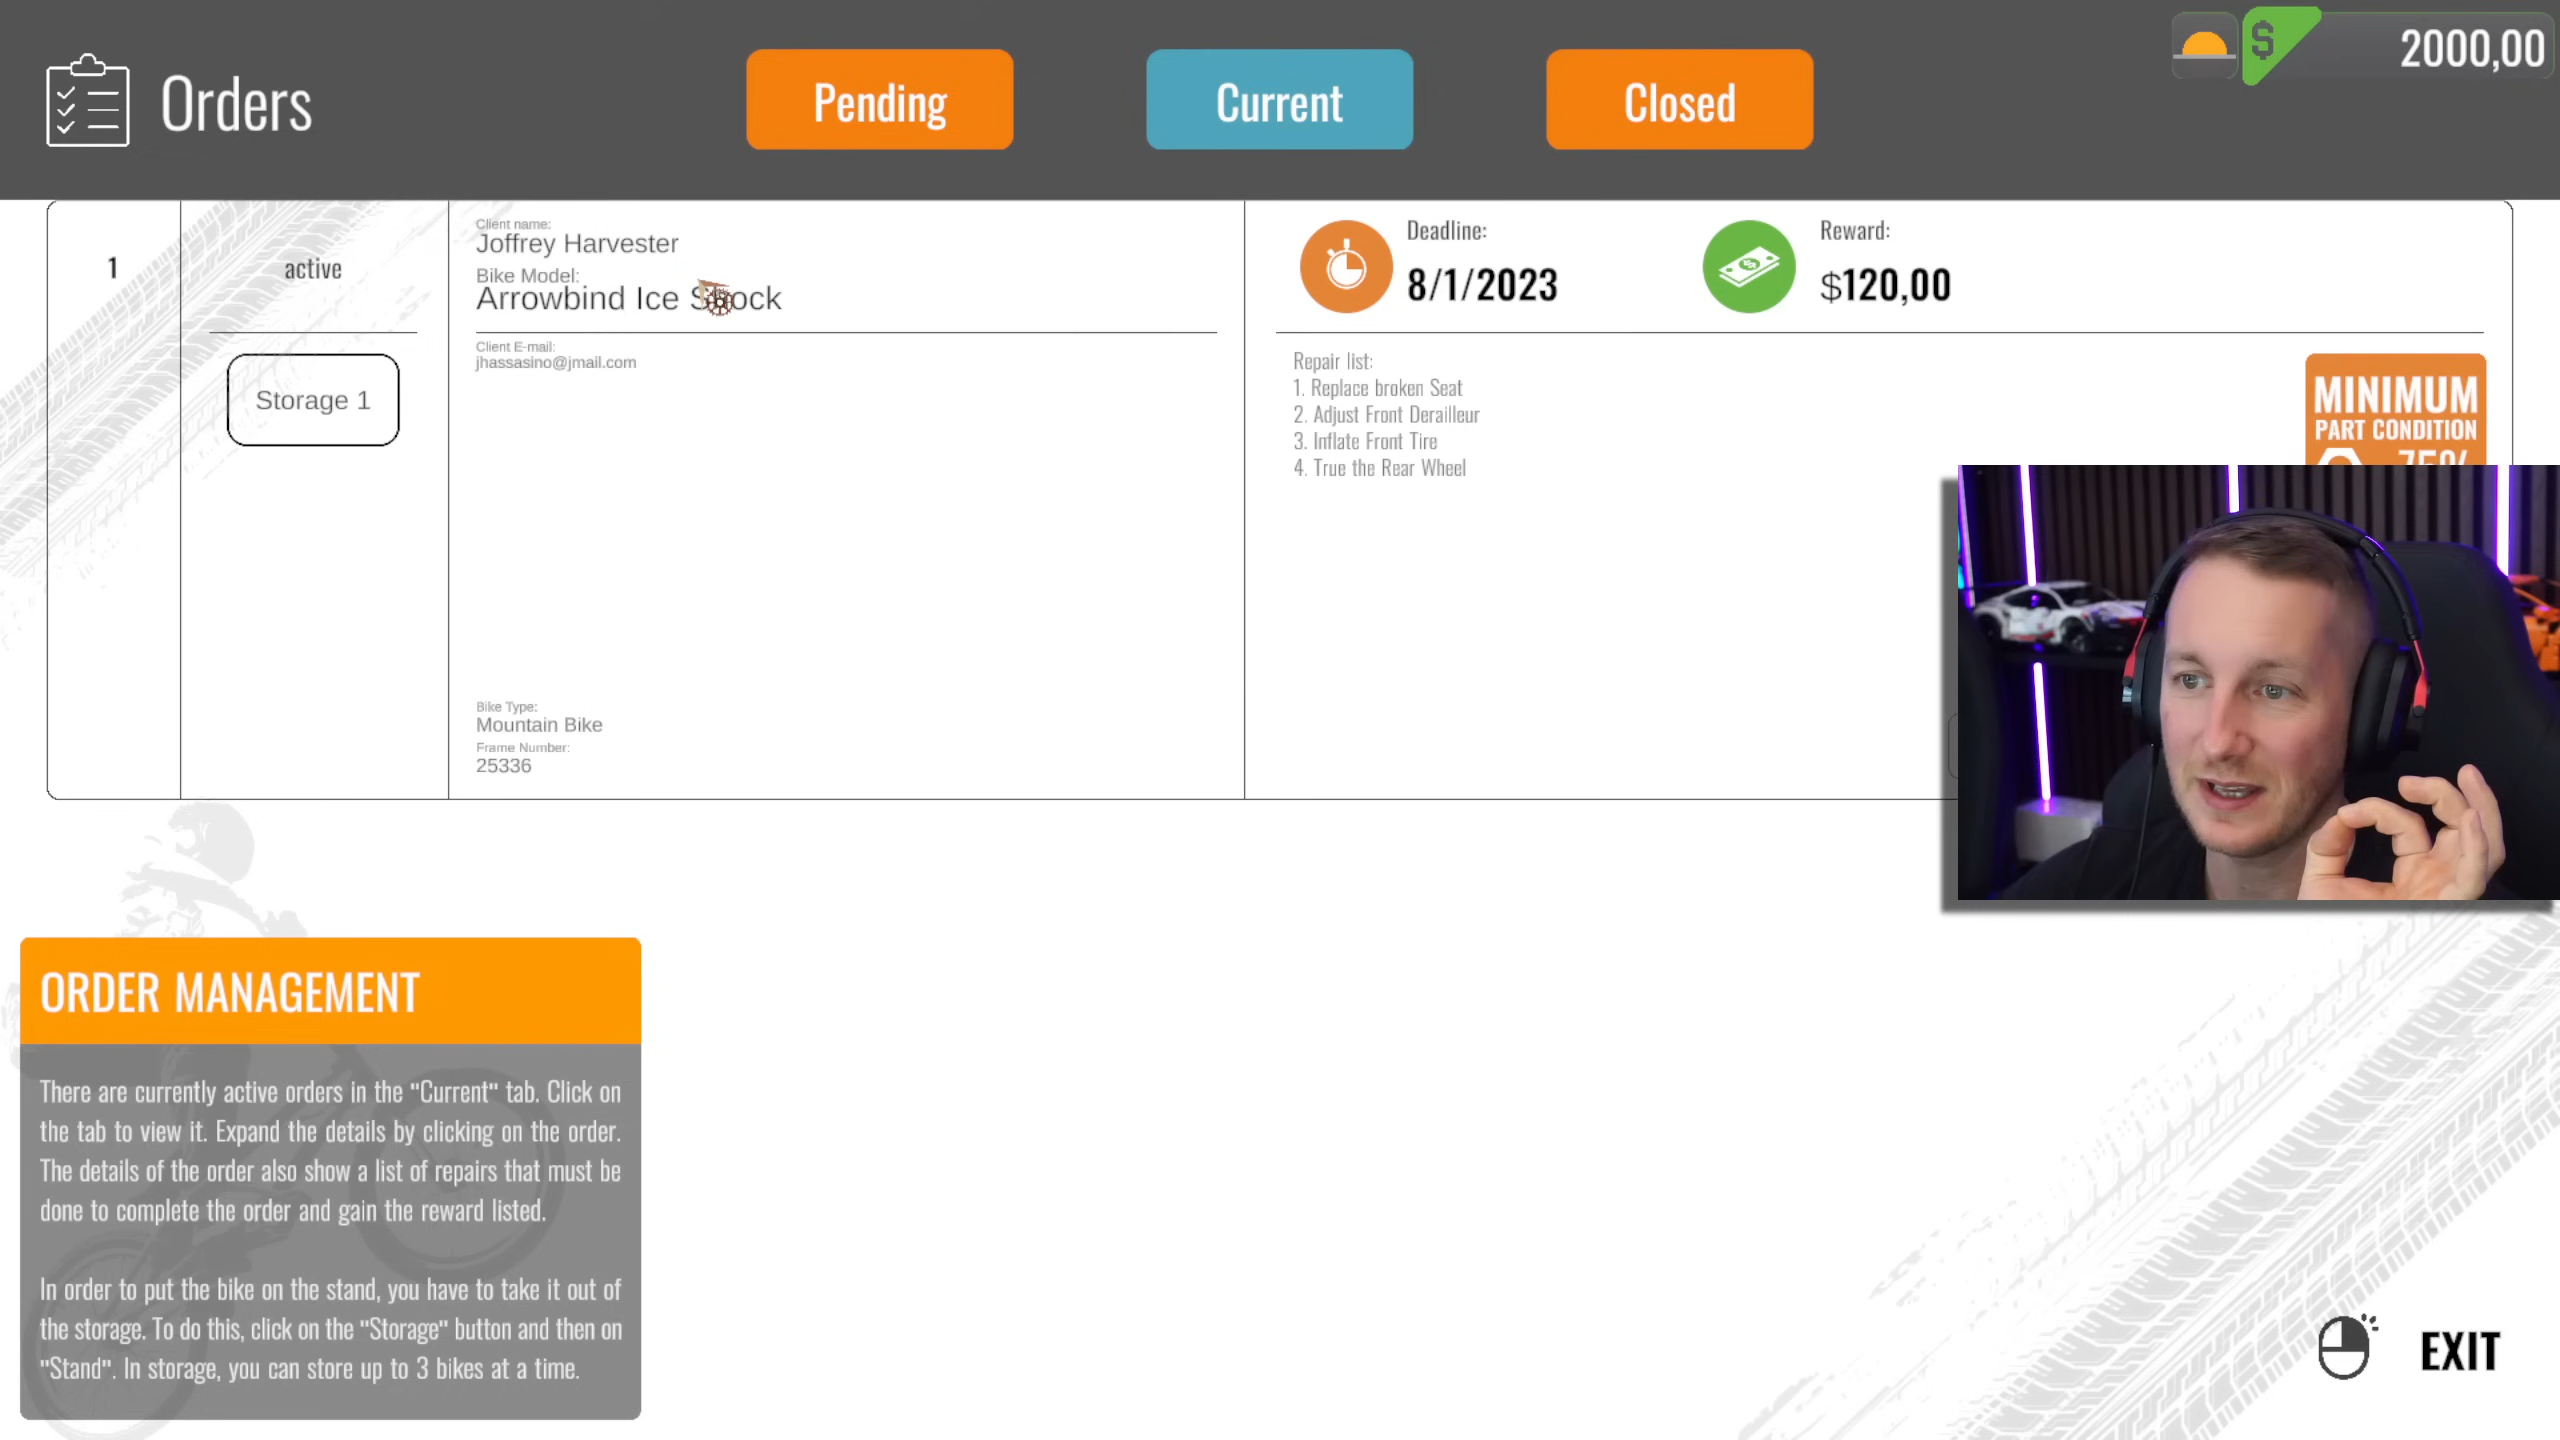 Orders
Pending
Current
Closed
$
2000,00
1
active
Storage 1
Client name:
Joffrey Harvester
Bike Model:
Arrowbind Ice
Client E-mail:
jhassasino@jmail.com
Bike Type:
Mountain Bike
Frame Number:
25336
Deadline:
8/1/2023
Reward:
$120,00
Repair list:
1. Replace broken Seat
2. Adjust Front Derailleur
3. Inflate Front Tire
4. True the Rear Wheel
MINIMUM
PART CONDITION
75%
ORDER MANAGEMENT
There are currently active orders in the "Current" tab. Click on
the tab to view it. Expand the details by clicking on the order.
The details of the order also show a list of repairs that must be
done to complete the order and gain the reward listed.
In order to put the bike on the stand, you have to take it out of
the storage. To do this, click on the "Storage" button and then on
"Stand". In storage, you can store up to 3 bikes at a time.
EXIT